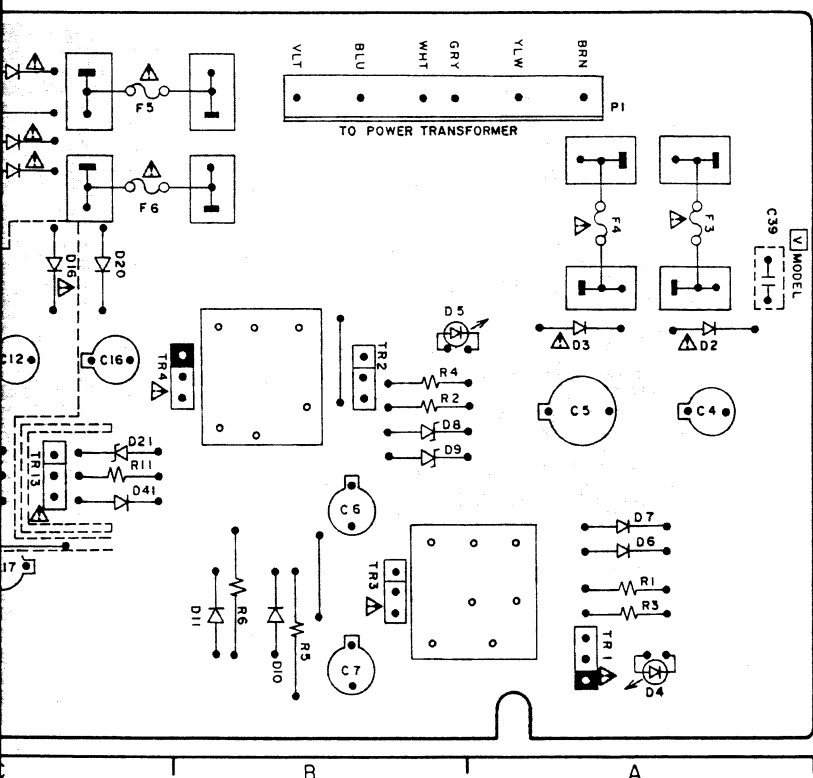 VLT BLU WHT GRY YLW BRN
P1
TO POWER TRANSFORMER
F5
F6
F4
F3
C39
V MODEL
D16
D20
D5
D3
D2
C12
C16
TR4
TR2
R4
R2
D8
D9
C5
C4
D21
R11
D41
TR13
C6
D7
D6
17
TR3
R1
R3
D11
R6
D10
R5
C7
TR1
D4
B
A